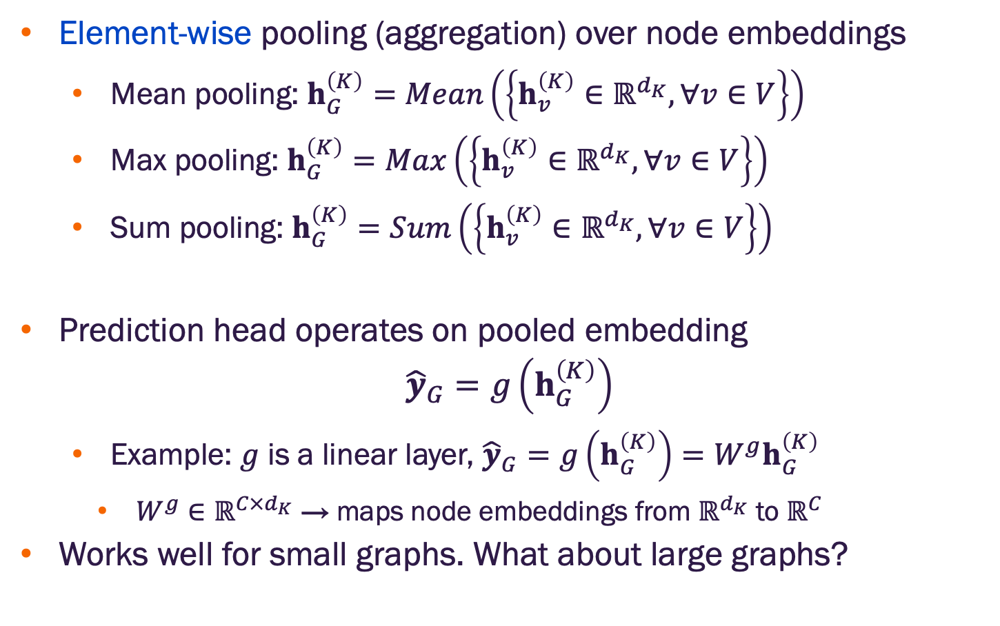 • Element-wise pooling (aggregation) over node embeddings
• Mean pooling: $\mathbf{h}_G^{(K)} = Mean\left(\left\{\mathbf{h}_v^{(K)} \in \mathbb{R}^{d_K}, \forall v \in V\right\}\right)$
• Max pooling: $\mathbf{h}_G^{(K)} = Max\left(\left\{\mathbf{h}_v^{(K)} \in \mathbb{R}^{d_K}, \forall v \in V\right\}\right)$
• Sum pooling: $\mathbf{h}_G^{(K)} = Sum\left(\left\{\mathbf{h}_v^{(K)} \in \mathbb{R}^{d_K}, \forall v \in V\right\}\right)$
• Prediction head operates on pooled embedding
$\hat{\boldsymbol{y}}_G = g\left(\mathbf{h}_G^{(K)}\right)$
• Example: $g$ is a linear layer, $\hat{\boldsymbol{y}}_G = g\left(\mathbf{h}_G^{(K)}\right) = W^g \mathbf{h}_G^{(K)}$
• $W^g \in \mathbb{R}^{C \times d_K} \rightarrow$ maps node embeddings from $\mathbb{R}^{d_K}$ to $\mathbb{R}^C$
• Works well for small graphs. What about large graphs?